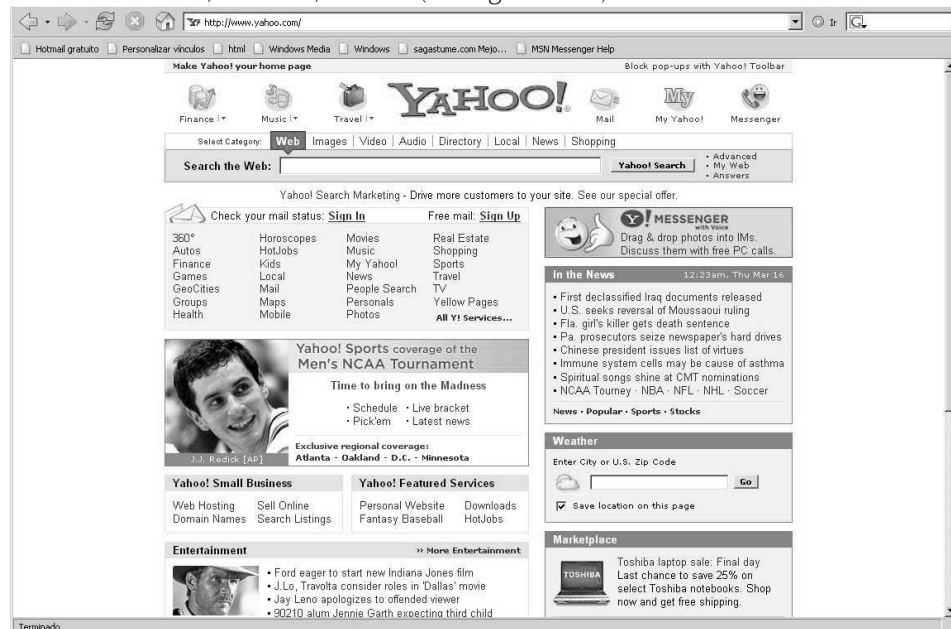 http://www.yahoo.com/
Ir
G
Hotmail gratuito Personalizar vínculos html Windows Media Windows sagastume.com Mejo... MSN Messenger Help
Make Yahoo! your home page
Block pop-ups with Yahoo! Toolbar
YAHOO!
Finance Music Travel Mail My Yahoo! Messenger
Select Category: Web Images | Video | Audio | Directory | Local | News | Shopping
Search the Web: Yahoo! Search
• Advanced
• My Web
• Answers
Yahoo! Search Marketing - Drive more customers to your site. See our special offer.
Check your mail status: Sign In Free mail: Sign Up
360° Horoscopes Movies Real Estate
Autos HotJobs Music Shopping
Finance Kids My Yahoo! Sports
Games Local News Travel
GeoCities Mail People Search TV
Groups Maps Personals Yellow Pages
Health Mobile Photos All Y! Services...
Yahoo! Sports coverage of the
Men's NCAA Tournament
Time to bring on the Madness
• Schedule • Live bracket
• Pick'em • Latest news
Exclusive regional coverage:
Atlanta - Oakland - D.C. - Minnesota
J.J. Redick [AP]
Yahoo! Small Business
Web Hosting Sell Online
Domain Names Search Listings
Yahoo! Featured Services
Personal Website Downloads
Fantasy Baseball HotJobs
Entertainment >> More Entertainment
• Ford eager to start new Indiana Jones film
• J.Lo, Travolta consider roles in 'Dallas' movie
• Jay Leno apologizes to offended viewer
• 90210 alum Jennie Garth expecting third child
Y! MESSENGER
with Voice
Drag & drop photos into IMs.
Discuss them with free PC calls.
In the News 12:23am, Thu Mar 16
• First declassified Iraq documents released
• U.S. seeks reversal of Moussaoui ruling
• Fla. girl's killer gets death sentence
• Pa. prosecutors seize newspaper's hard drives
• Chinese president issues list of virtues
• Immune system cells may be cause of asthma
• Spiritual songs shine at CMT nominations
• NCAA Tourney · NBA · NFL · NHL · Soccer
News • Popular • Sports • Stocks
Weather
Enter City or U.S. Zip Code
Go
Save location on this page
Marketplace
TOSHIBA
Toshiba laptop sale: Final day
Last chance to save 25% on
select Toshiba notebooks. Shop
now and get free shipping.
Terminado